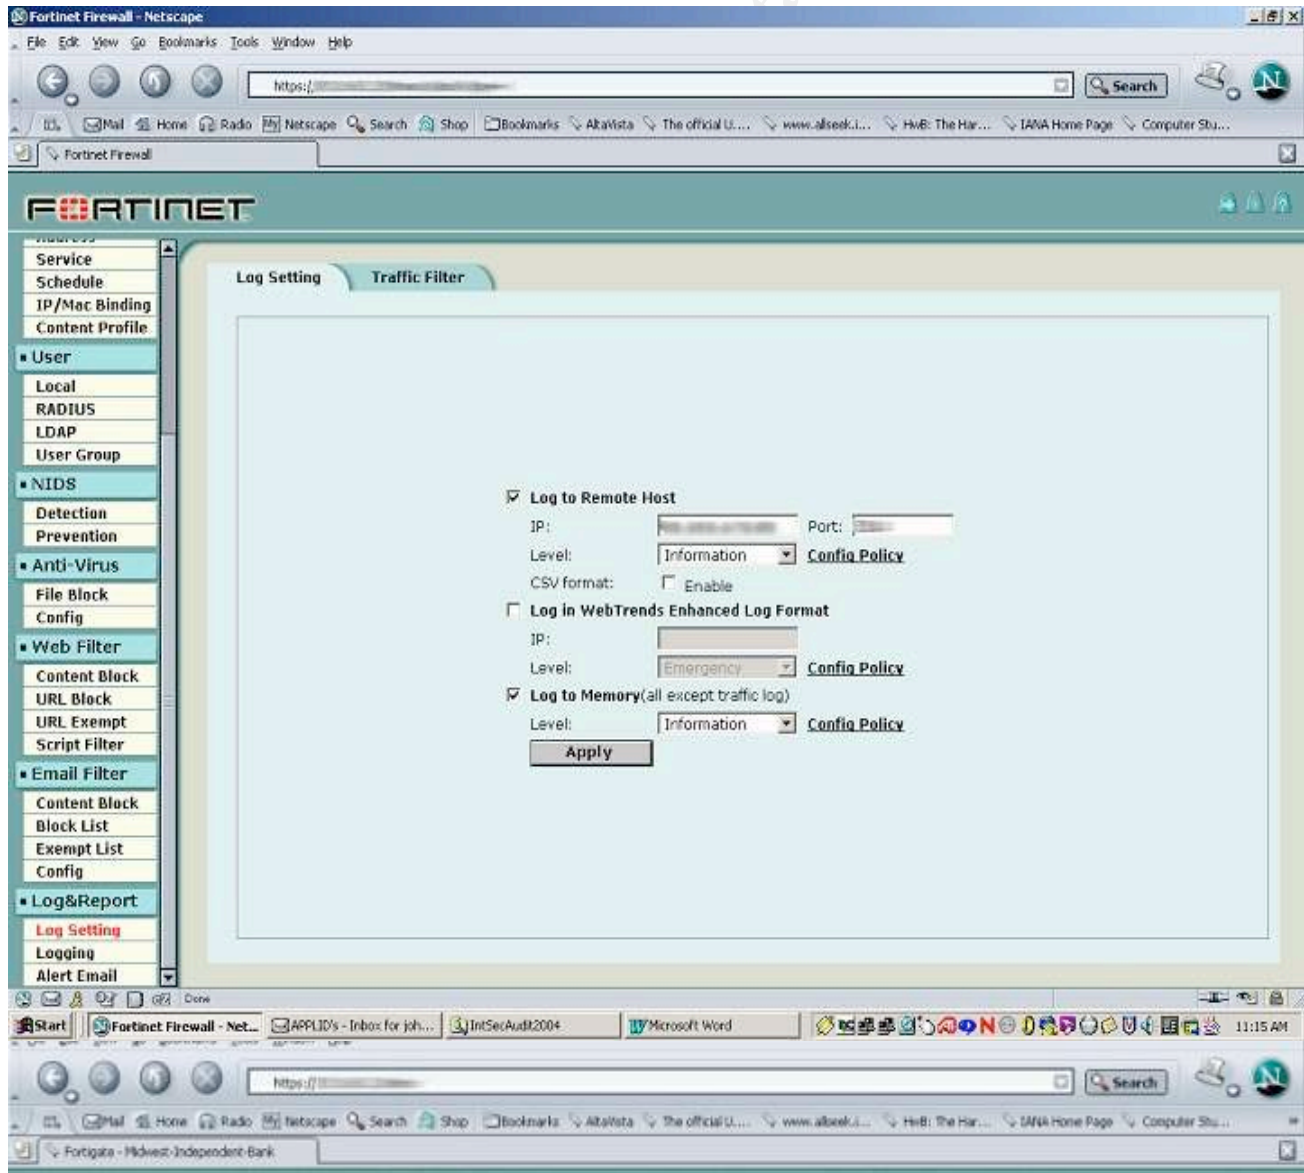 Fortinet Firewall - Netscape
File Edit View Go Bookmarks Tools Window Help
https:/
Search
N
Mail Home Radio My Netscape Search Shop Bookmarks AltaVista The official U.... www.allseek.i... HwB: The Har... IANA Home Page Computer Stu...
Fortinet Firewall
FORTINET
Address
Service
Schedule
IP/Mac Binding
Content Profile
User
Local
RADIUS
LDAP
User Group
NIDS
Detection
Prevention
Anti-Virus
File Block
Config
Web Filter
Content Block
URL Block
URL Exempt
Script Filter
Email Filter
Content Block
Block List
Exempt List
Config
Log&Report
Log Setting
Logging
Alert Email
Log Setting Traffic Filter
Log to Remote Host
IP: Port:
Level: Information Config Policy
CSV format: Enable
Log in WebTrends Enhanced Log Format
IP:
Level: Emergency Config Policy
Log to Memory(all except traffic log)
Level: Information Config Policy
Apply
Done
Start Fortinet Firewall - Net... APPLID's - Inbox for joh... IntSecAudit2004 Microsoft Word 11:15 AM
https://
Search
N
Mail Home Radio My Netscape Search Shop Bookmarks AltaVista The official U.... www.allseek.i... HwB: The Har... IANA Home Page Computer Stu...
Fortigate - Midwest-Independent-Bank